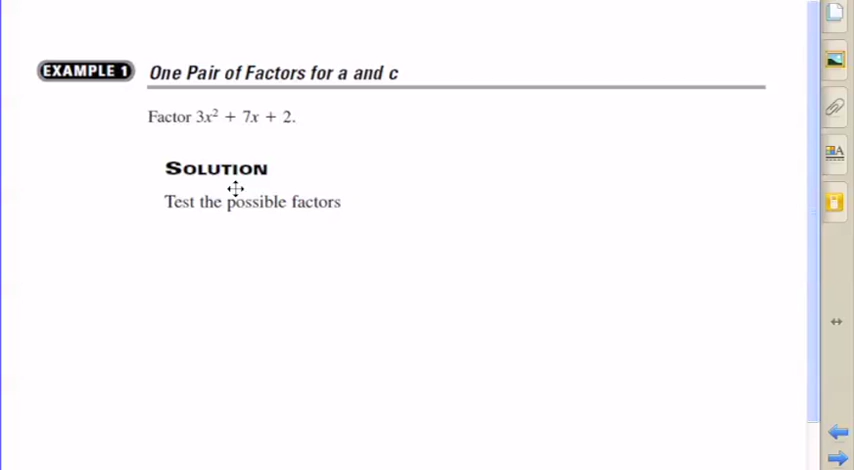 EXAMPLE 1 One Pair of Factors for a and c
Factor 3x² + 7x + 2.
SOLUTION
Test the possible factors